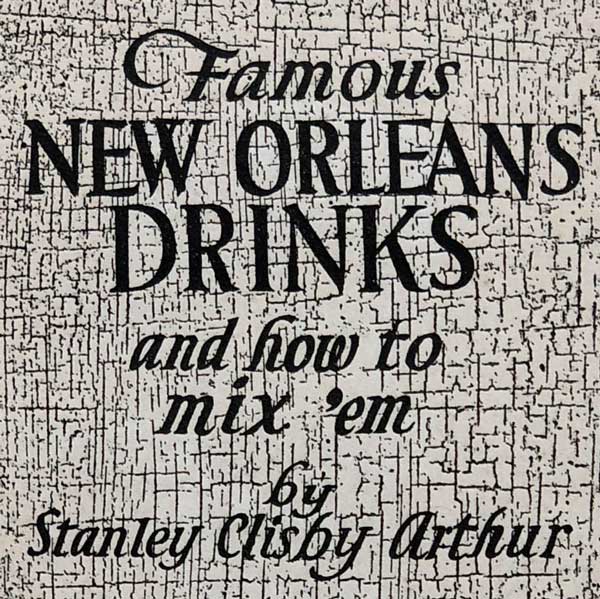 Famous
NEW ORLEANS
DRINKS
and how to
mix 'em
by
Stanley Clisby Arthur